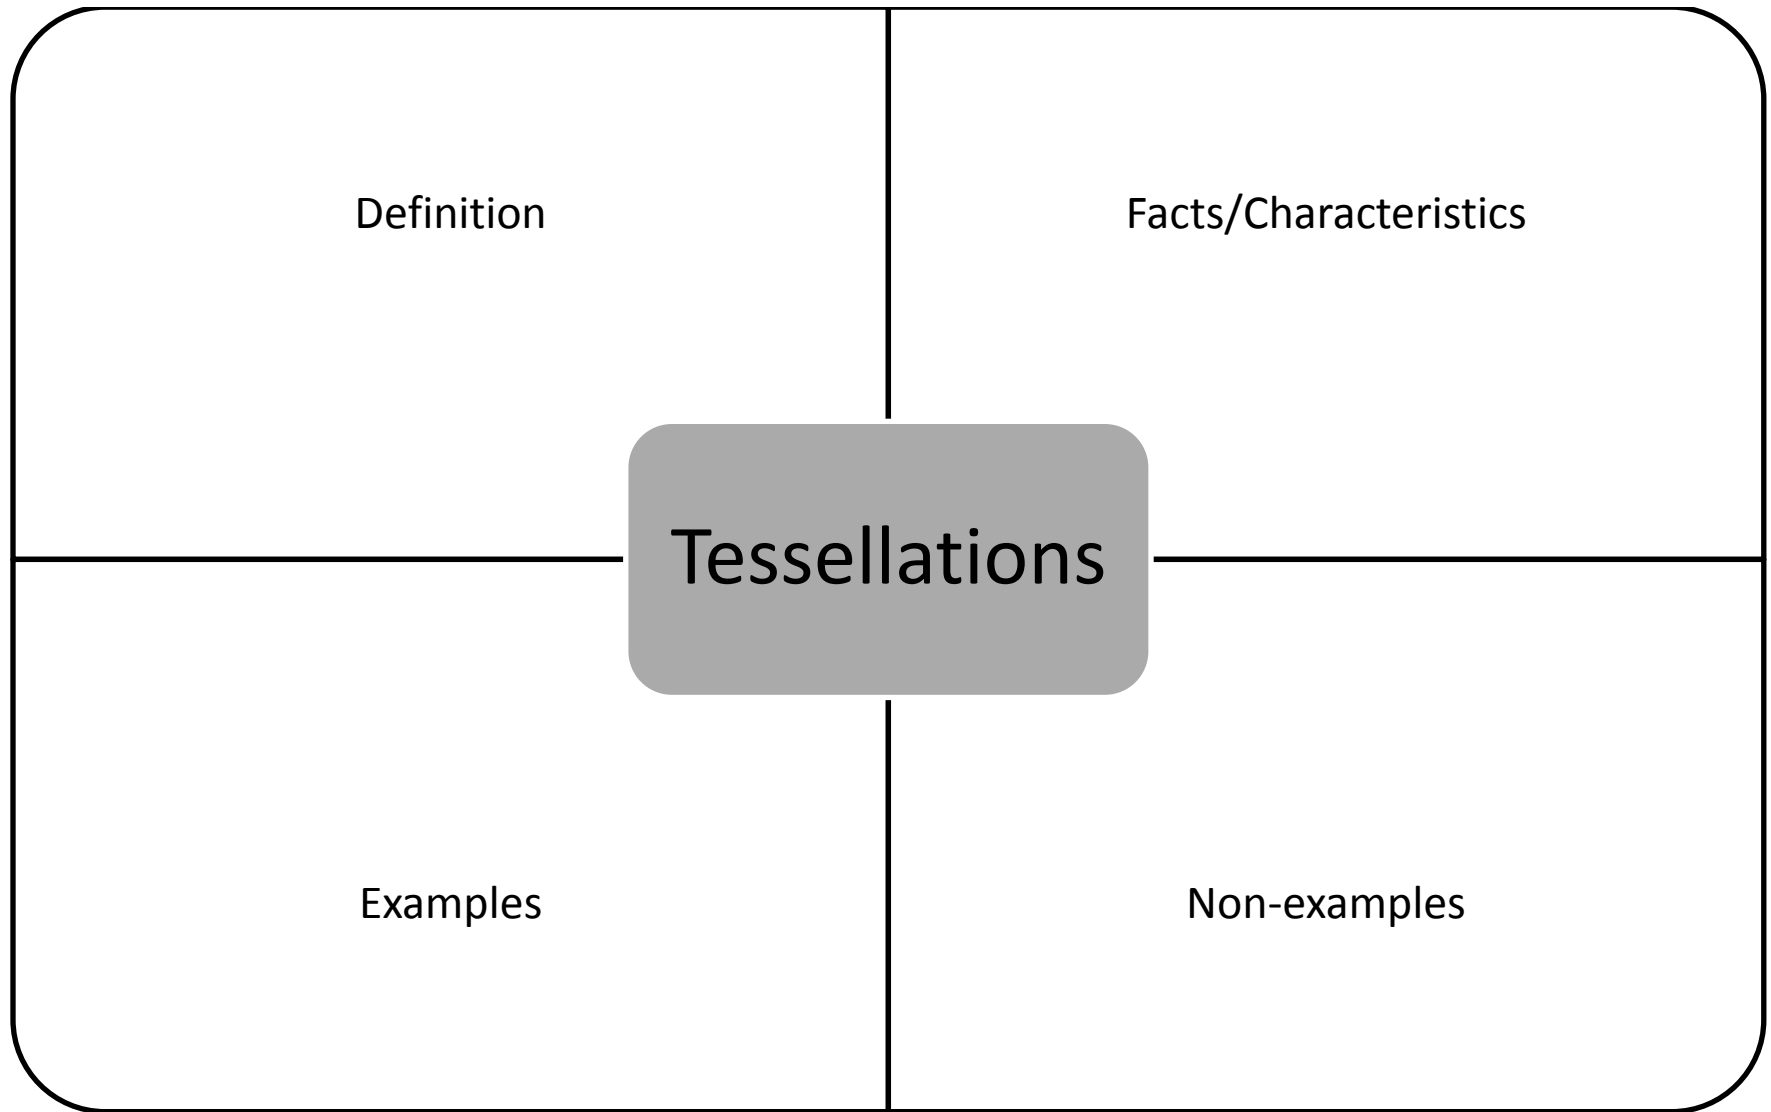 Definition
Facts/Characteristics
Tessellations
Examples
Non-examples